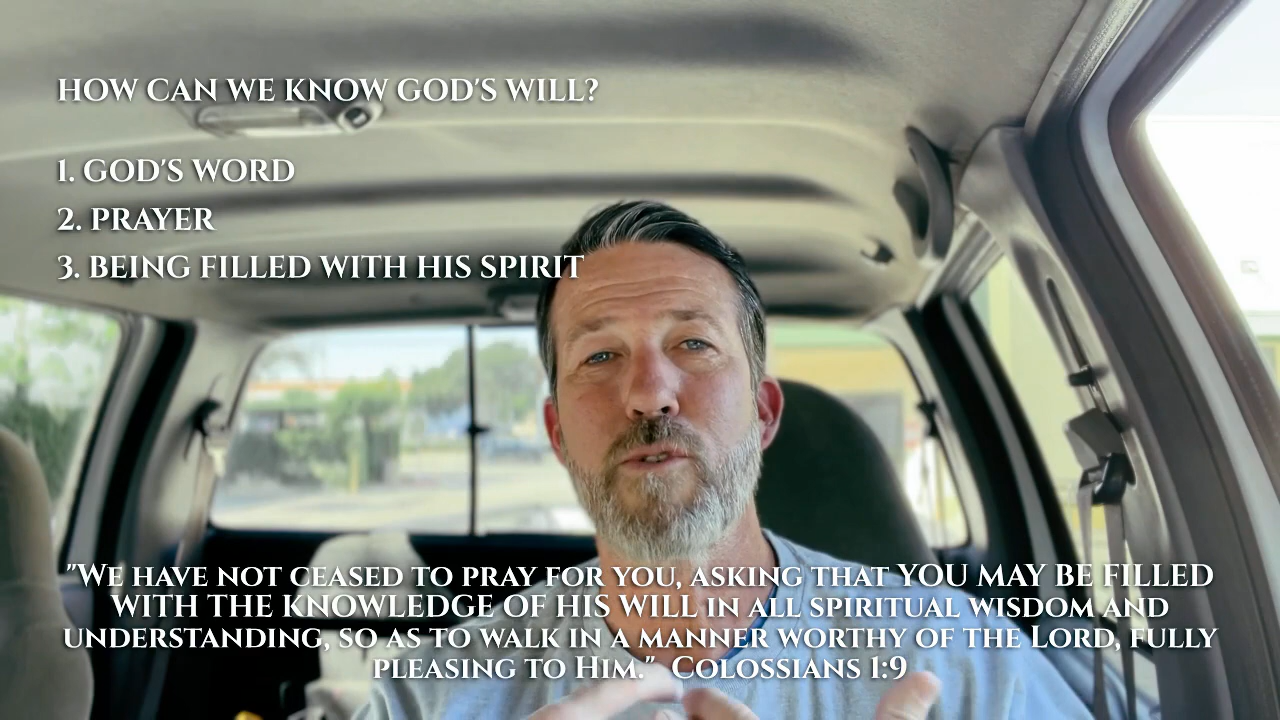 HOW CAN WE KNOW GOD'S WILL?
1. GOD'S WORD
2. PRAYER
3. BEING FILLED WITH HIS SPIRIT
"We have not ceased to pray for you, asking that YOU MAY BE FILLED
WITH THE KNOWLEDGE OF HIS WILL in all spiritual wisdom and
understanding, so as to walk in a manner worthy of the Lord, fully
pleasing to Him." Colossians 1:9